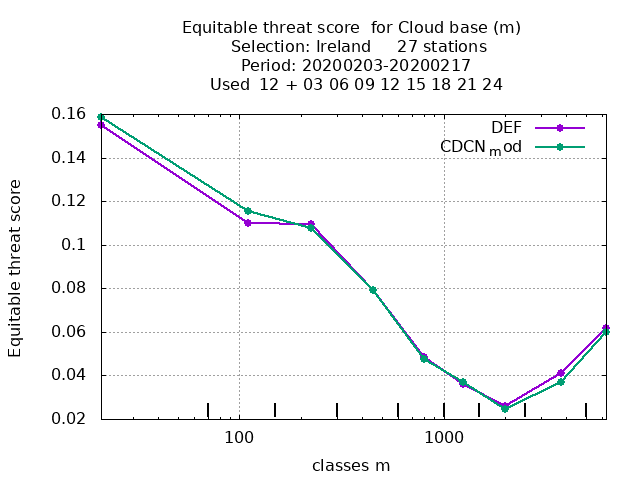 Equitable threat score  for Cloud base (m)
Selection: Ireland     27 stations
Period: 20200203-20200217
Used  12 + 03 06 09 12 15 18 21 24
0.16
0.14
0.12
0.1
0.08
0.06
0.04
0.02
Equitable threat score
DEF
CDCNmod
100
1000
classes m